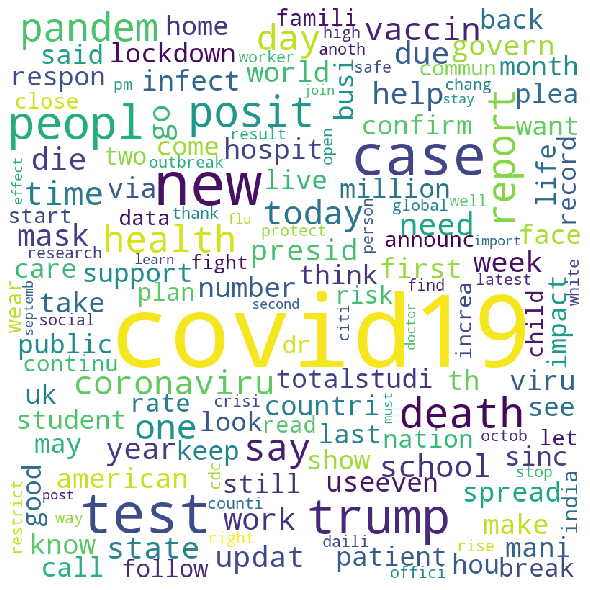 pandem home famili high back
said lockdown anoth day vaccin govern
respon pm infect worker world safe due commun month
close join busi help chang plea
peopl go posit result stay confirm want
die two come hospit open case report life record
outbreak
effect time via live million
start data thank new today global well need
mask flu person announc import face
research health protect presid first week latest white
care learn fight think find
septemb support number risk citi doctor increa child impact
wear take plan second
social covid19
public dr
continu crisi coronaviru totalstudi th viru
uk rate read countri must death see
student one look last nation octob let
may year keep say show school sinc
american cdc still useeven stop india
good post counti spread
restrict way test work trump make
know state right daili rise mani
call follow updat patient hou break
offici